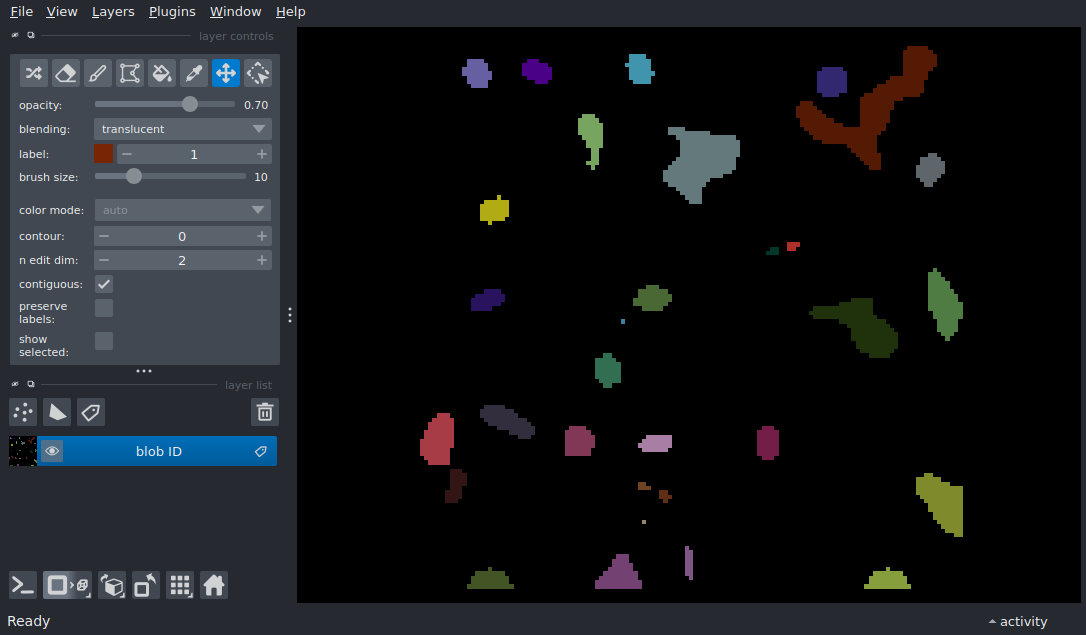 File View Layers Plugins Window Help
layer controls
opacity: 0.70
blending: translucent
label: 1
brush size: 10
color mode: auto
contour: 0
n edit dim: 2
contiguous:
preserve
labels:
show
selected:
layer list
blob ID
Ready
activity